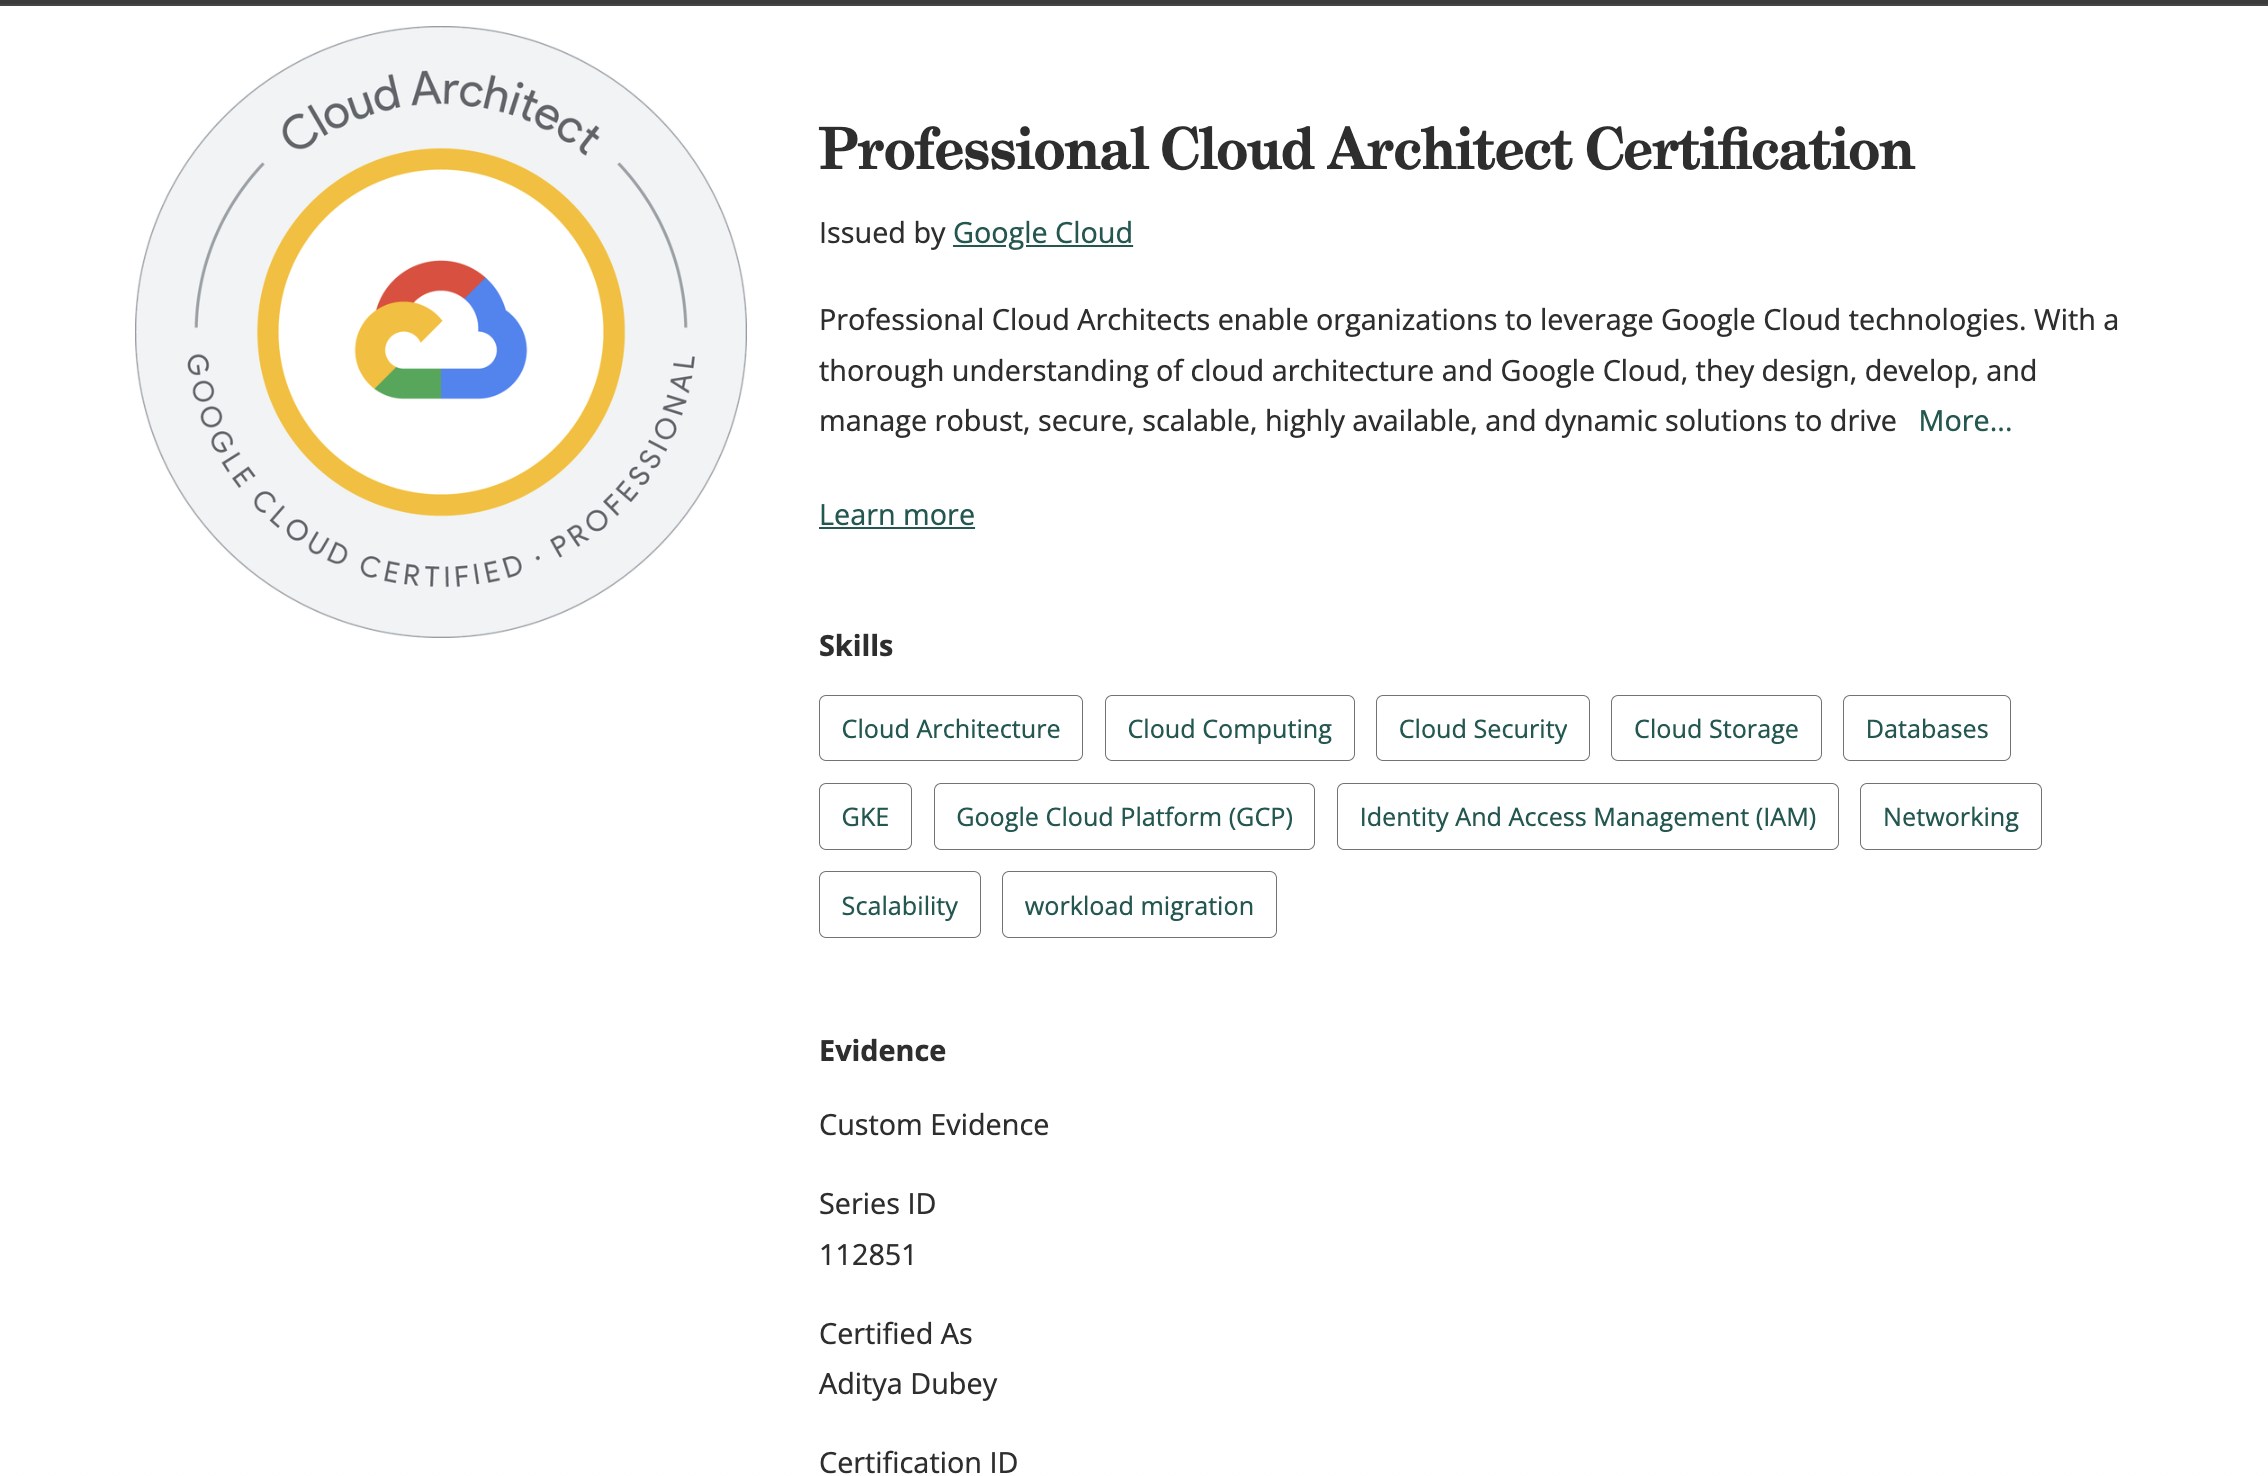 Cloud Architect
GOOGLE CLOUD CERTIFIED · PROFESSIONAL
Professional Cloud Architect Certification
Issued by Google Cloud
Professional Cloud Architects enable organizations to leverage Google Cloud technologies. With a
thorough understanding of cloud architecture and Google Cloud, they design, develop, and
manage robust, secure, scalable, highly available, and dynamic solutions to drive More...
Learn more
Skills
Cloud Architecture Cloud Computing Cloud Security Cloud Storage Databases
GKE Google Cloud Platform (GCP) Identity And Access Management (IAM) Networking
Scalability workload migration
Evidence
Custom Evidence
Series ID
112851
Certified As
Aditya Dubey
Certification ID